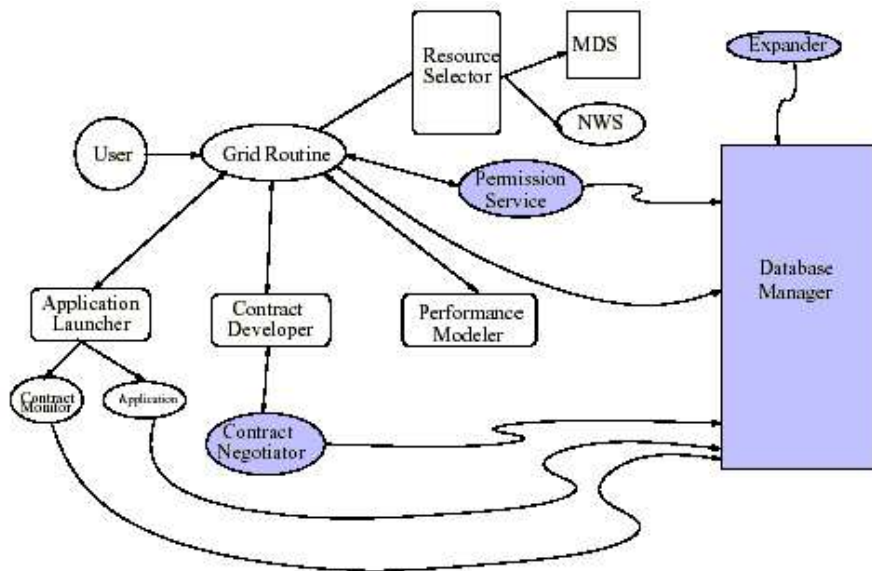 Resource
Selector
MDS
Expander
NWS
User
Grid Routine
Permission
Service
Database
Manager
Application
Launcher
Contract
Developer
Performance
Modeler
Contract
Monitor
Application
Contract
Negotiator